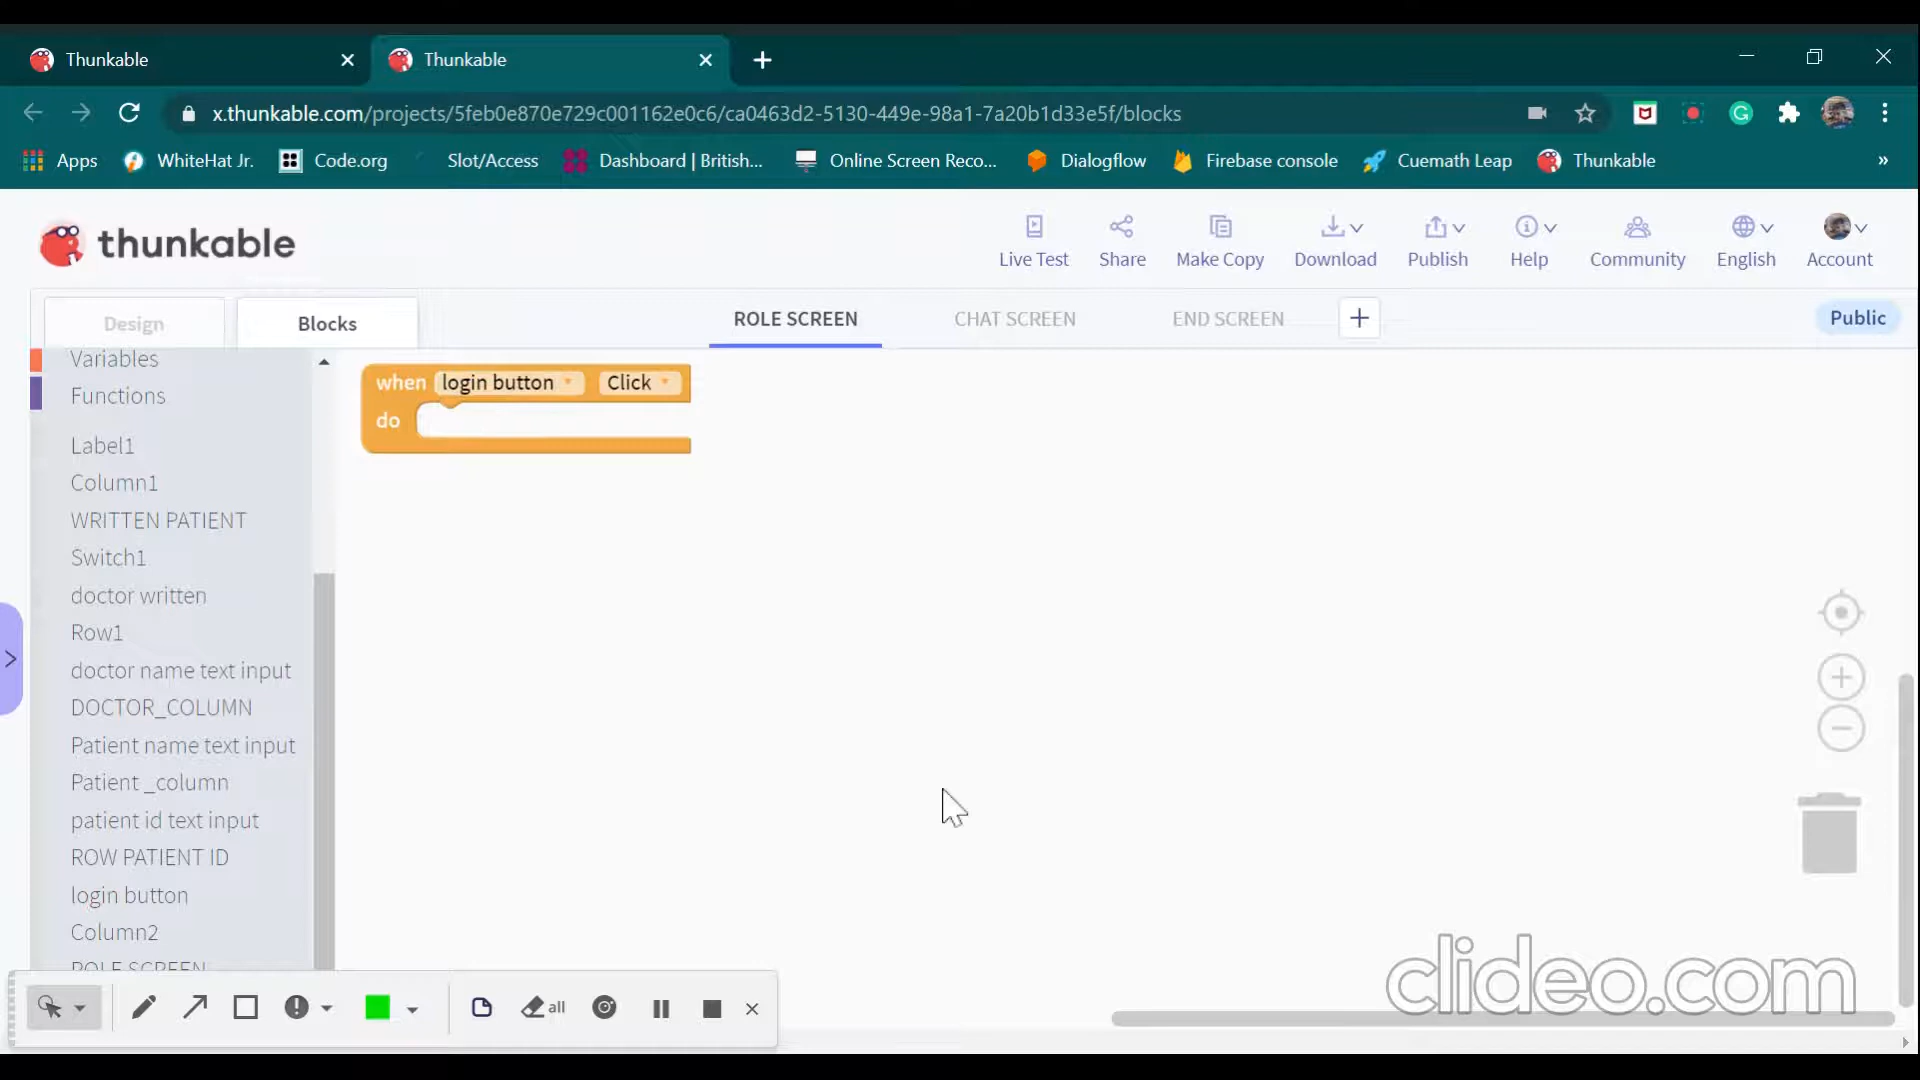 Thunkable
Thunkable
x.thunkable.com/projects/5feb0e870e729c001162e0c6/ca0463d2-5130-449e-98a1-7a20b1d33e5f/blocks
Apps
WhiteHat Jr.
Code.org
Slot/Access
Dashboard | British...
Online Screen Reco...
Dialogflow
Firebase console
Cuemath Leap
Thunkable
»
thunkable
Live Test
Share
Make Copy
Download
Publish
Help
Community
English
Account
Design
Blocks
ROLE SCREEN
CHAT SCREEN
END SCREEN
Public
Variables
Functions
Label1
Column1
WRITTEN PATIENT
Switch1
doctor written
Row1
doctor name text input
DOCTOR_COLUMN
Patient name text input
Patient _column
patient id text input
ROW PATIENT ID
login button
Column2
ROLE SCREEN
when login button Click
do
all
clideo.com